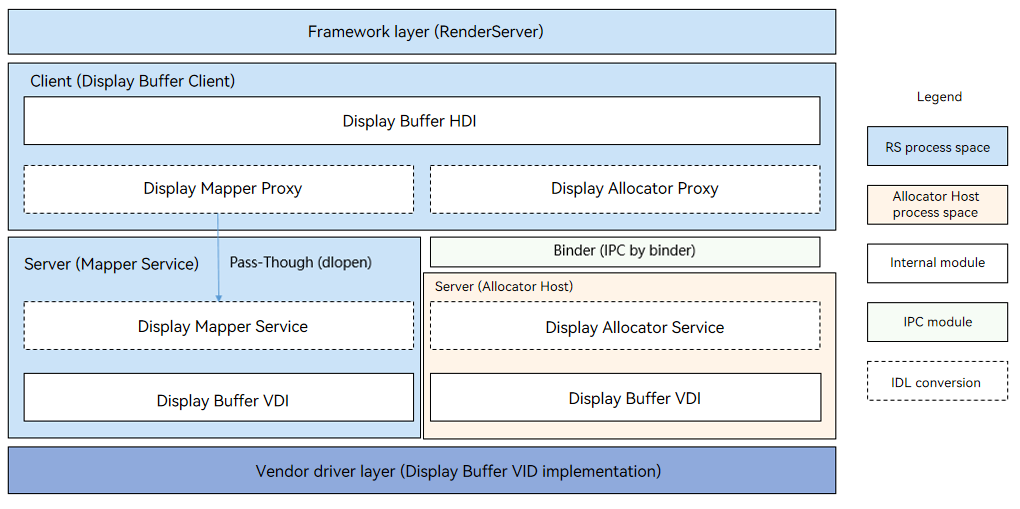 Framework layer (RenderServer)
Client (Display Buffer Client)
Display Buffer HDI
Display Mapper Proxy
Display Allocator Proxy
Server (Mapper Service)
Pass-Though (dlopen)
Binder (IPC by binder)
Server (Allocator Host)
Display Mapper Service
Display Allocator Service
Display Buffer VDI
Display Buffer VDI
Vendor driver layer (Display Buffer VID implementation)
Legend
RS process space
Allocator Host
process space
Internal module
IPC module
IDL conversion